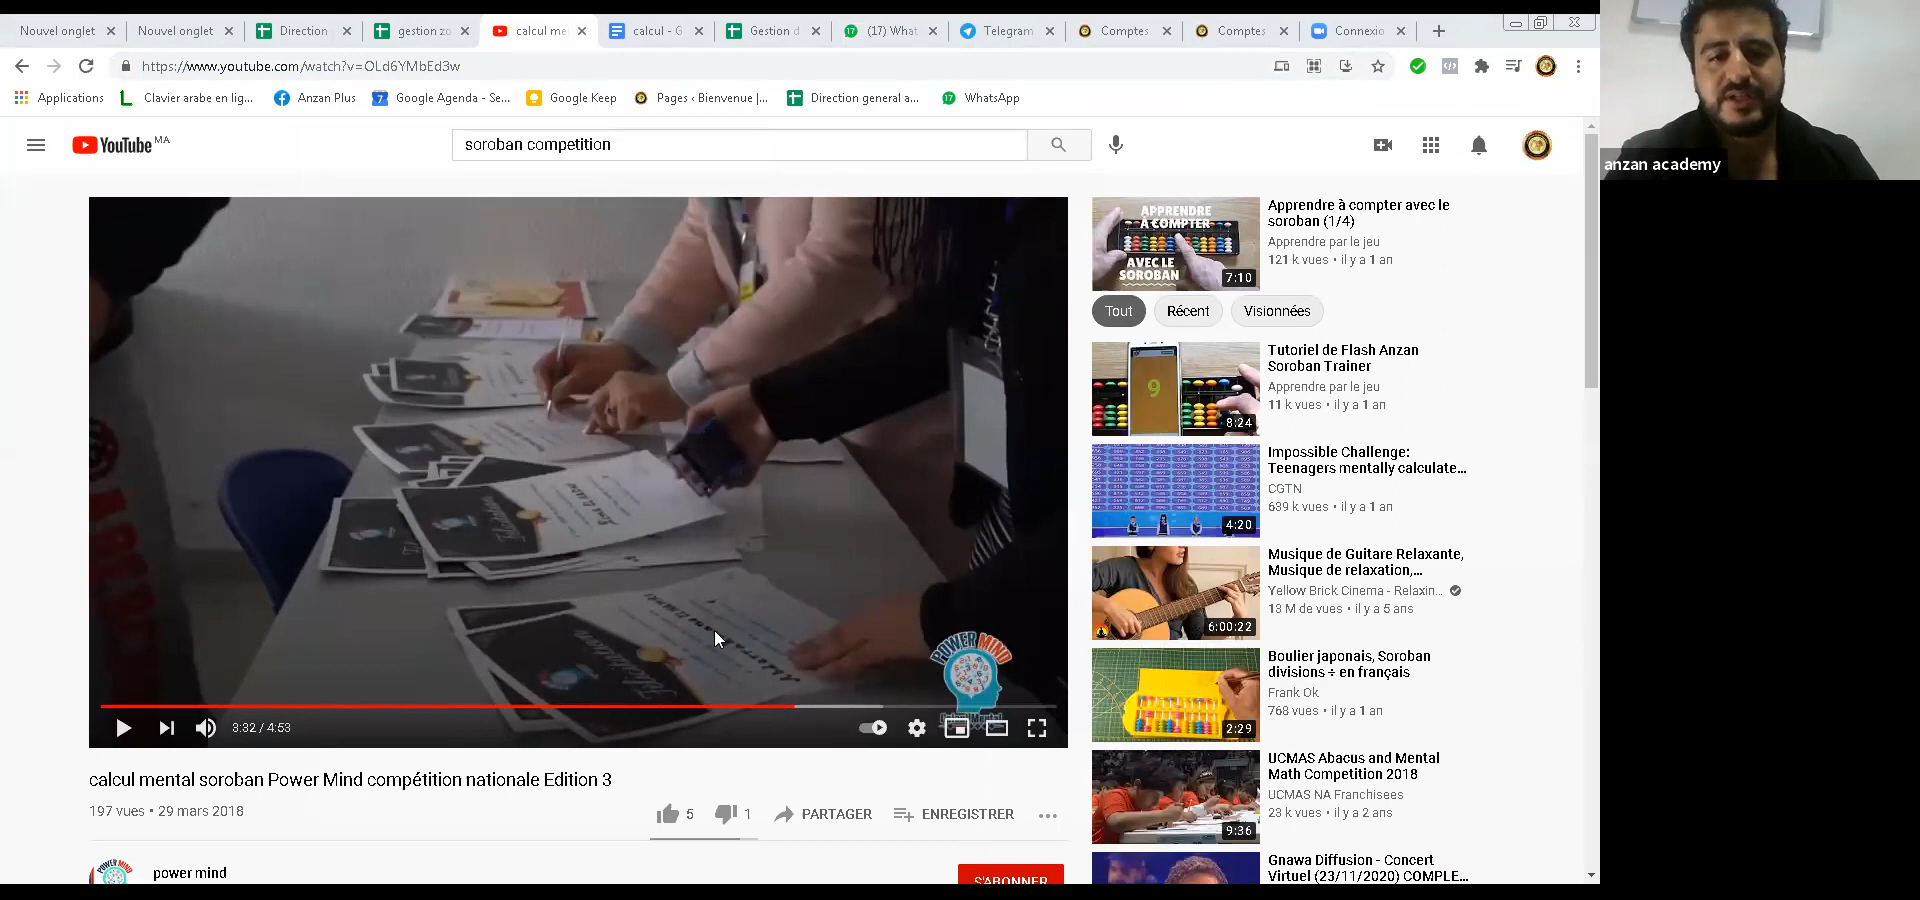 Nouvel onglet
Nouvel onglet
Direction
gestion zo
calcul me
calcul - G
Gestion d
(17) What
Telegram
Comptes
Comptes
Connexio
https://www.youtube.com/watch?v=OLd6YMbEd3w
Applications
Clavier arabe en lig...
Anzan Plus
Google Agenda - Se...
Google Keep
Pages ‹ Bienvenue |...
Direction general a...
WhatsApp
YouTube MA
soroban competition
anzan academy
POWER MIND
3:32 / 4:53
calcul mental soroban Power Mind compétition nationale Edition 3
197 vues • 29 mars 2018
5
1
PARTAGER
ENREGISTRER
power mind
S'ABONNER
APPRENDRE
À COMPTER
AVEC LE
SOROBAN
7:10
Apprendre à compter avec le
soroban (1/4)
Apprendre par le jeu
121 k vues • il y a 1 an
Tout
Récent
Visionnées
9
8:24
Tutoriel de Flash Anzan
Soroban Trainer
Apprendre par le jeu
11 k vues • il y a 1 an
4:20
Impossible Challenge:
Teenagers mentally calculate...
CGTN
639 k vues • il y a 1 an
6:00:22
Musique de Guitare Relaxante,
Musique de relaxation,...
Yellow Brick Cinema - Relaxin...
13 M de vues • il y a 5 ans
2:29
Boulier japonais, Soroban
divisions ÷ en français
Frank Ok
768 vues • il y a 1 an
9:36
UCMAS Abacus and Mental
Math Competition 2018
UCMAS NA Franchisees
23 k vues • il y a 2 ans
Gnawa Diffusion - Concert
Virtuel (23/11/2020) COMPLE...